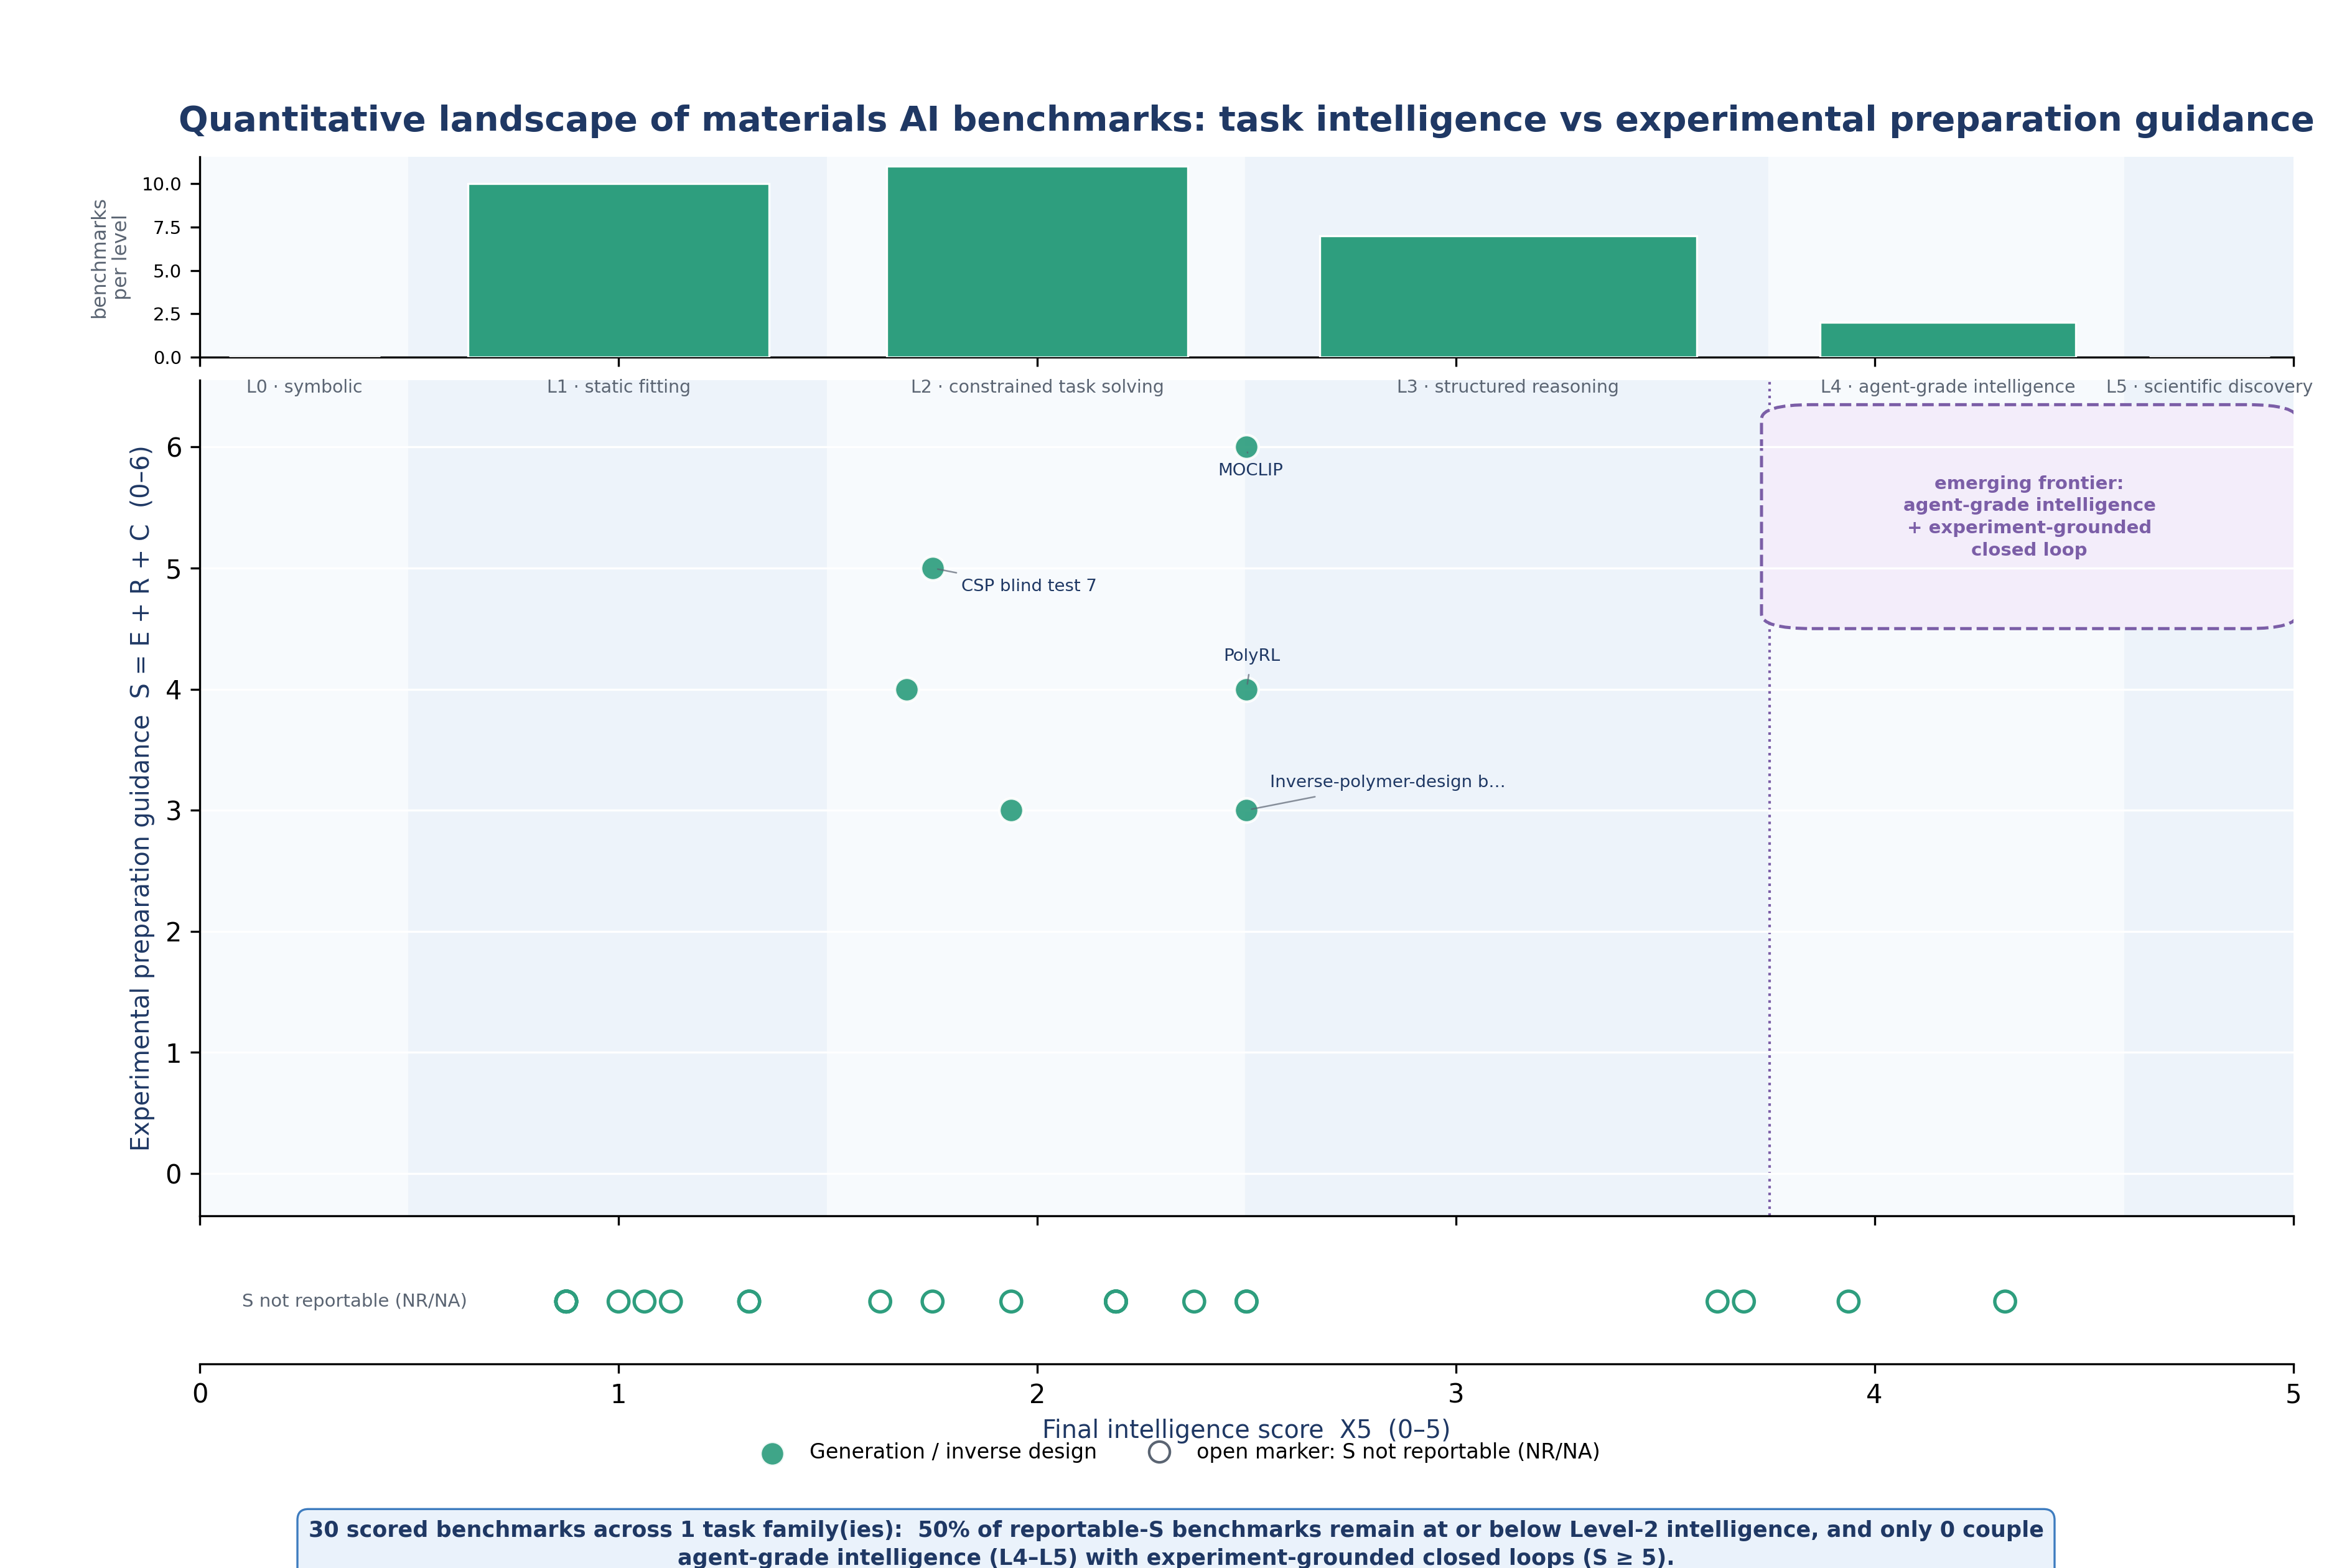 Quantitative landscape of materials AI benchmarks: task intelligence vs experimental preparation guidance
benchmarks
per level
10.0
7.5
5.0
2.5
0.0
L0 · symbolic
L1 · static fitting
L2 · constrained task solving
L3 · structured reasoning
L4 · agent-grade intelligence
L5 · scientific discovery
Experimental preparation guidance S = E + R + C (0–6)
6
5
4
3
2
1
0
MOCLIP
CSP blind test 7
PolyRL
Inverse-polymer-design b...
emerging frontier:
agent-grade intelligence
+ experiment-grounded
closed loop
S not reportable (NR/NA)
0
1
2
3
4
5
Final intelligence score X5 (0–5)
Generation / inverse design
open marker: S not reportable (NR/NA)
30 scored benchmarks across 1 task family(ies): 50% of reportable-S benchmarks remain at or below Level-2 intelligence, and only 0 couple
agent-grade intelligence (L4–L5) with experiment-grounded closed loops (S ≥ 5).